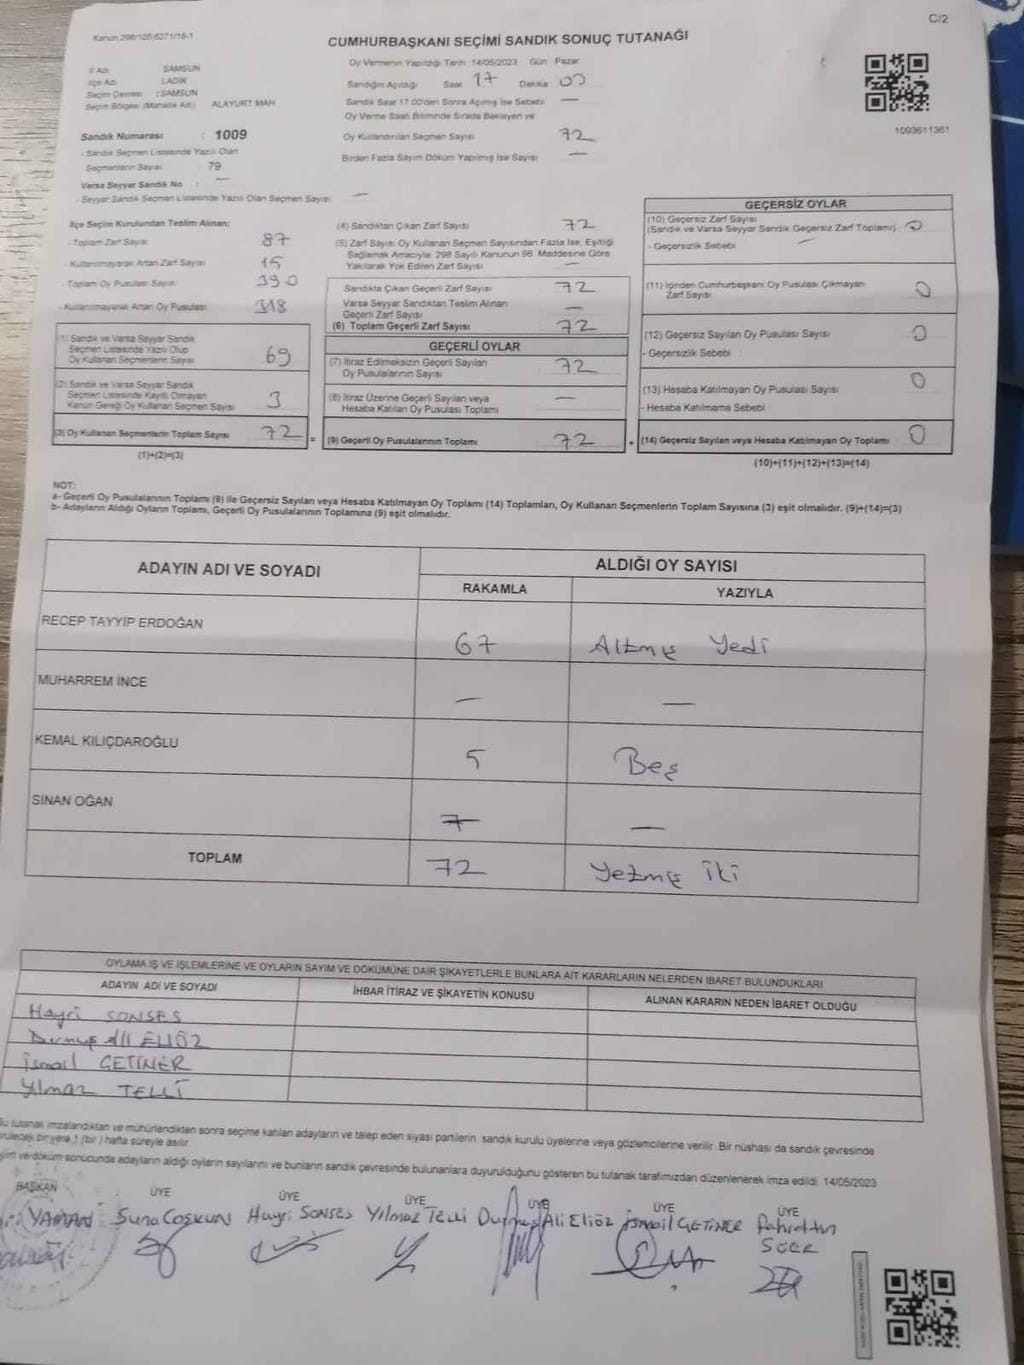 C/2
Kanun 298/105;6271/18-1
CUMHURBAŞKANI SEÇİMİ SANDIK SONUÇ TUTANAĞI
İl Adı SAMSUN
İlçe Adı LADİK
Seçim Çevresi : SAMSUN
Seçim Bölgesi (Mahalle Adı) ALAYURT MAH
Sandık Numarası : 1009
- Sandık Seçmen Listesinde Yazılı Olan
Seçmenlerin Sayısı 79
Varsa Seyyar Sandık No : —
- Seyyar Sandık Seçmen Listesinde Yazılı Olan Seçmen Sayısı —
Oy Vermenin Yapıldığı Tarih 14/05/2023 Gün Pazar
Sandığın Açıldığı Saat 17 Dakika 00
Sandık Saat 17.00'den Sonra Açılmış İse Sebebi —
Oy Verme Saati Bitiminde Sırada Bekleyen ve
Oy Kullandırılan Seçmen Sayısı 72
Birden Fazla Sayım Döküm Yapılmış İse Sayısı —
1093611361
İlçe Seçim Kurulundan Teslim Alınan:
- Toplam Zarf Sayısı 87
- Kullanılmayarak Artan Zarf Sayısı 15
- Toplam Oy Pusulası Sayısı 390
- Kullanılmayarak Artan Oy Pusulası 318
(1) Sandık ve Varsa Seyyar Sandık
Seçmen Listesinde Yazılı Olup
Oy Kullanan Seçmenlerin Sayısı 69
(2) Sandık ve Varsa Seyyar Sandık
Seçmen Listesinde Kayıtlı Olmayan
Kanun Gereği Oy Kullanan Seçmen Sayısı 3
(3) Oy Kullanan Seçmenlerin Toplam Sayısı 72 =
(1)+(2)=(3)
(4) Sandıktan Çıkan Zarf Sayısı 72
(5) Zarf Sayısı Oy Kullanan Seçmen Sayısından Fazla İse, Eşitliği
Sağlamak Amacıyla; 298 Sayılı Kanunun 98. Maddesine Göre
Yakılarak Yok Edilen Zarf Sayısı —
Sandıkta Çıkan Geçerli Zarf Sayısı 72
Varsa Seyyar Sandıktan Teslim Alınan
Geçerli Zarf Sayısı —
(6) Toplam Geçerli Zarf Sayısı 72
GEÇERLİ OYLAR
(7) İtiraz Edilmeksizin Geçerli Sayılan
Oy Pusulalarının Sayısı 72
(8) İtiraz Üzerine Geçerli Sayılan veya
Hesaba Katılan Oy Pusulası Toplamı —
(9) Geçerli Oy Pusulalarının Toplamı 72 +
GEÇERSİZ OYLAR
(10) Geçersiz Zarf Sayısı
(Sandık ve Varsa Seyyar Sandık Geçersiz Zarf Toplamı) : 0
- Geçersizlik Sebebi —
(11) İçinden Cumhurbaşkanı Oy Pusulası Çıkmayan
Zarf Sayısı 0
(12) Geçersiz Sayılan Oy Pusulası Sayısı 0
- Geçersizlik Sebebi :
(13) Hesaba Katılmayan Oy Pusulası Sayısı 0
- Hesaba Katılmama Sebebi
(14) Geçersiz Sayılan veya Hesaba Katılmayan Oy Toplamı 0
(10)+(11)+(12)+(13)=(14)
NOT:
a- Geçerli Oy Pusulalarının Toplamı (9) ile Geçersiz Sayılan veya Hesaba Katılmayan Oy Toplamı (14) Toplamları, Oy Kullanan Seçmenlerin Toplam Sayısına (3) eşit olmalıdır. (9)+(14)=(3)
b- Adayların Aldığı Oyların Toplamı, Geçerli Oy Pusulalarının Toplamına (9) eşit olmalıdır.
ADAYIN ADI VE SOYADI ALDIĞI OY SAYISI
RAKAMLA YAZIYLA
RECEP TAYYİP ERDOĞAN 67 Altmış Yedi
MUHARREM İNCE — —
KEMAL KILIÇDAROĞLU 5 Beş
SİNAN OĞAN —
TOPLAM 72 Yetmiş İki
OYLAMA İŞ VE İŞLEMLERİNE VE OYLARIN SAYIM VE DÖKÜMÜNE DAİR ŞİKAYETLERLE BUNLARA AİT KARARLARIN NELERDEN İBARET BULUNDUKLARI
ADAYIN ADI VE SOYADI İHBAR İTİRAZ VE ŞİKAYETİN KONUSU ALINAN KARARIN NEDEN İBARET OLDUĞU
Hayri SONSES
Durmuş Ali ELİÖZ
İsmail GETİNER
Yılmaz TELLİ
Bu tutanak imzalandıktan ve mühürlendikten sonra seçime katılan adayların ve talep eden siyasi partilerin sandık kurulu üyelerine veya gözlemcilerine verilir. Bir nüshası da sandık çevresinde
bir yere 1 (bir) hafta süreyle asılır.
ve döküm sonucunda adayların aldığı oyların sayılarını ve bunların sandık çevresinde bulunanlara duyurulduğunu gösteren bu tutanak tarafımızdan düzenlenerek imza edildi. 14/05/2023
BAŞKAN ÜYE ÜYE ÜYE ÜYE ÜYE ÜYE
YAMAN Suna COŞKUN Hayri SONSES Yılmaz Telli Durmuş Ali Eliöz İsmail GETİNER